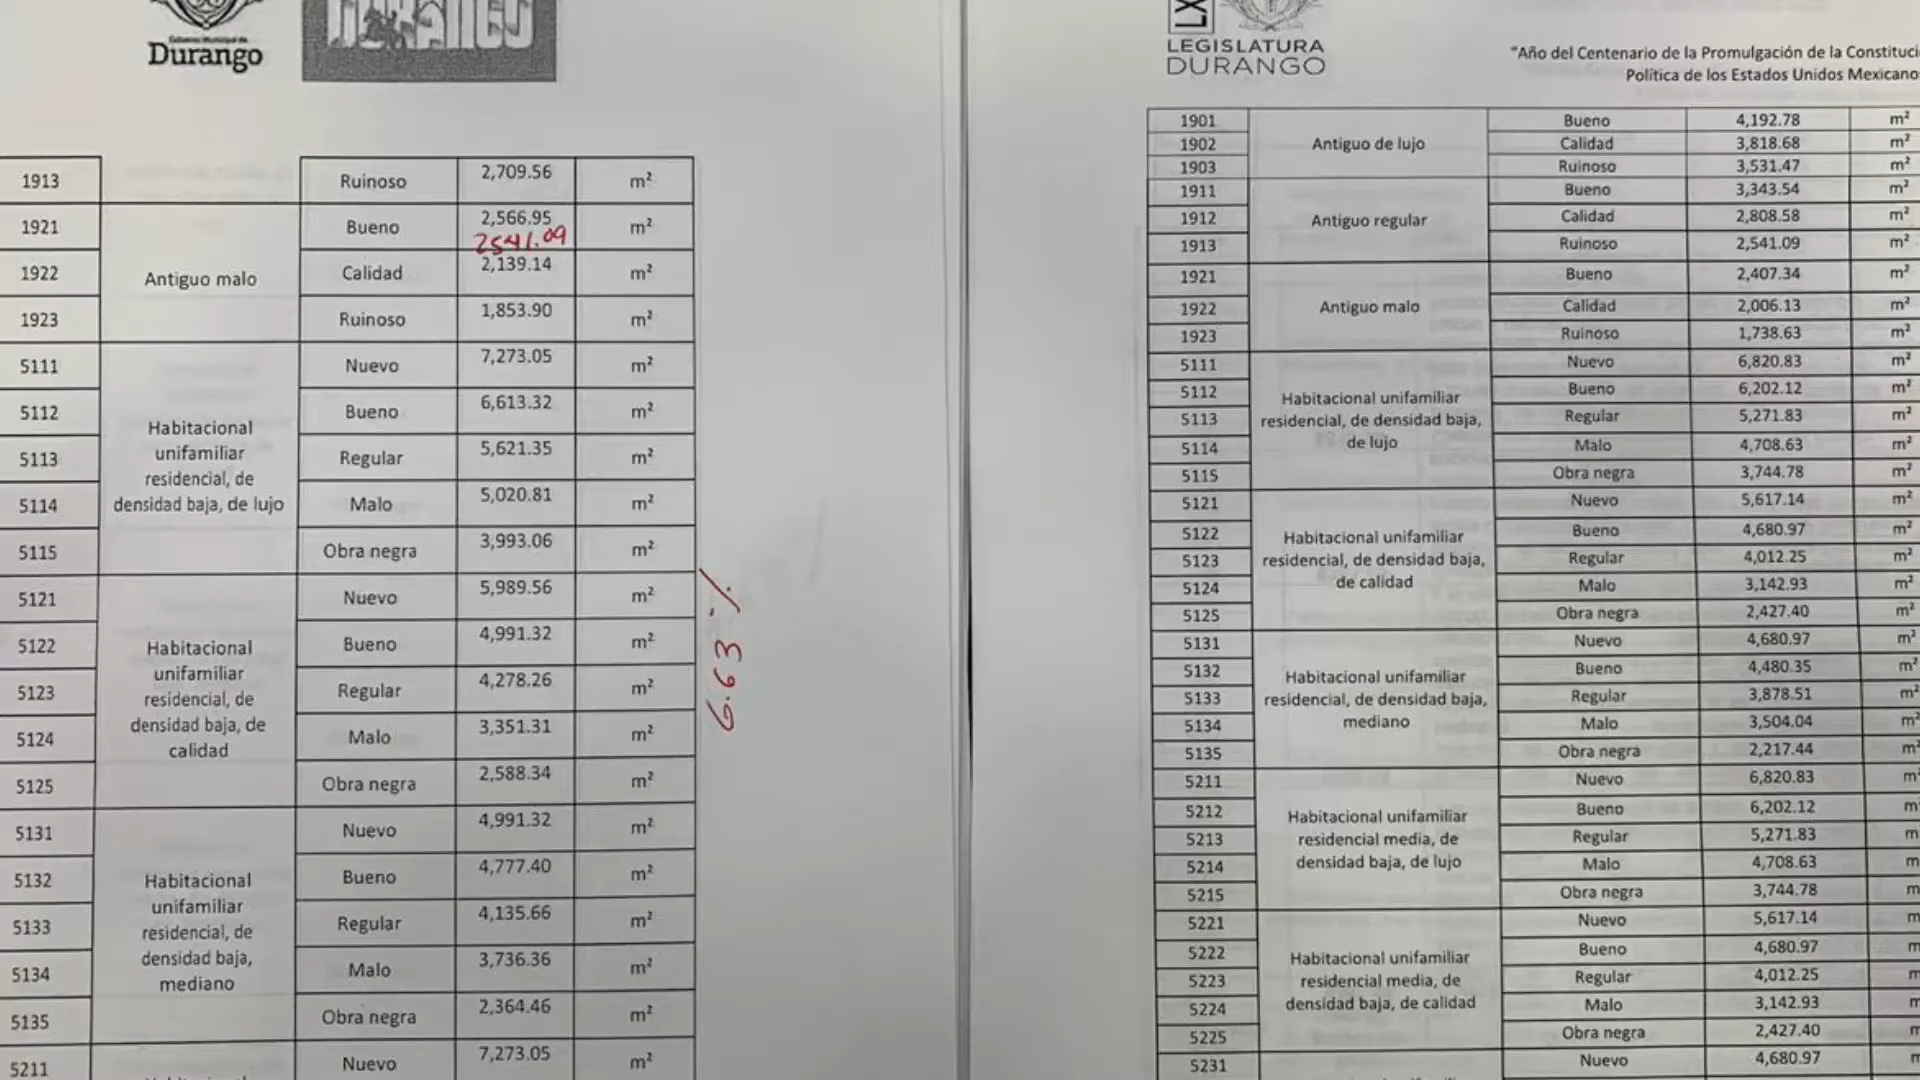 Gobierno Municipal de
Durango
DURANGO
1913 Ruinoso 2,709.56 m²
1921 Bueno 2,566.95 m²
2541.09
1922 Antiguo malo Calidad 2,139.14 m²
1923 Ruinoso 1,853.90 m²
5111 Nuevo 7,273.05 m²
5112 Bueno 6,613.32 m²
Habitacional
unifamiliar
5113 Regular 5,621.35 m²
residencial, de
5114 densidad baja, de lujo Malo 5,020.81 m²
5115 Obra negra 3,993.06 m²
5121 Nuevo 5,989.56 m²
5122 Habitacional Bueno 4,991.32 m²
unifamiliar
5123 residencial, de Regular 4,278.26 m²
densidad baja, de
5124 calidad Malo 3,351.31 m²
5125 Obra negra 2,588.34 m²
5131 Nuevo 4,991.32 m²
5132 Habitacional Bueno 4,777.40 m²
unifamiliar
5133 residencial, de Regular 4,135.66 m²
densidad baja,
5134 mediano Malo 3,736.36 m²
5135 Obra negra 2,364.46 m²
5211 Nuevo 7,273.05 m²
6.63 %
LX
LEGISLATURA
DURANGO
"Año del Centenario de la Promulgación de la Constituci
Política de los Estados Unidos Mexicano
1901 Bueno 4,192.78 m²
1902 Antiguo de lujo Calidad 3,818.68 m²
1903 Ruinoso 3,531.47 m²
1911 Bueno 3,343.54 m²
1912 Antiguo regular Calidad 2,808.58 m²
1913 Ruinoso 2,541.09 m²
1921 Bueno 2,407.34 m²
1922 Antiguo malo Calidad 2,006.13 m²
1923 Ruinoso 1,738.63 m²
5111 Nuevo 6,820.83 m²
5112 Habitacional unifamiliar Bueno 6,202.12 m²
5113 residencial, de densidad baja, Regular 5,271.83 m²
5114 de lujo Malo 4,708.63 m²
5115 Obra negra 3,744.78 m²
5121 Nuevo 5,617.14 m²
5122 Habitacional unifamiliar Bueno 4,680.97 m²
5123 residencial, de densidad baja, Regular 4,012.25 m²
5124 de calidad Malo 3,142.93 m²
5125 Obra negra 2,427.40 m²
5131 Nuevo 4,680.97 m²
5132 Habitacional unifamiliar Bueno 4,480.35 m²
5133 residencial, de densidad baja, Regular 3,878.51 m²
5134 mediano Malo 3,504.04 m²
5135 Obra negra 2,217.44 m²
5211 Nuevo 6,820.83 m²
5212 Habitacional unifamiliar Bueno 6,202.12 m
5213 residencial media, de Regular 5,271.83 m
5214 densidad baja, de lujo Malo 4,708.63 m
5215 Obra negra 3,744.78 m
5221 Nuevo 5,617.14 m
5222 Habitacional unifamiliar Bueno 4,680.97 m
5223 residencial media, de Regular 4,012.25 m
5224 densidad baja, de calidad Malo 3,142.93 m
5225 Obra negra 2,427.40 m
5231 Nuevo 4,680.97 m